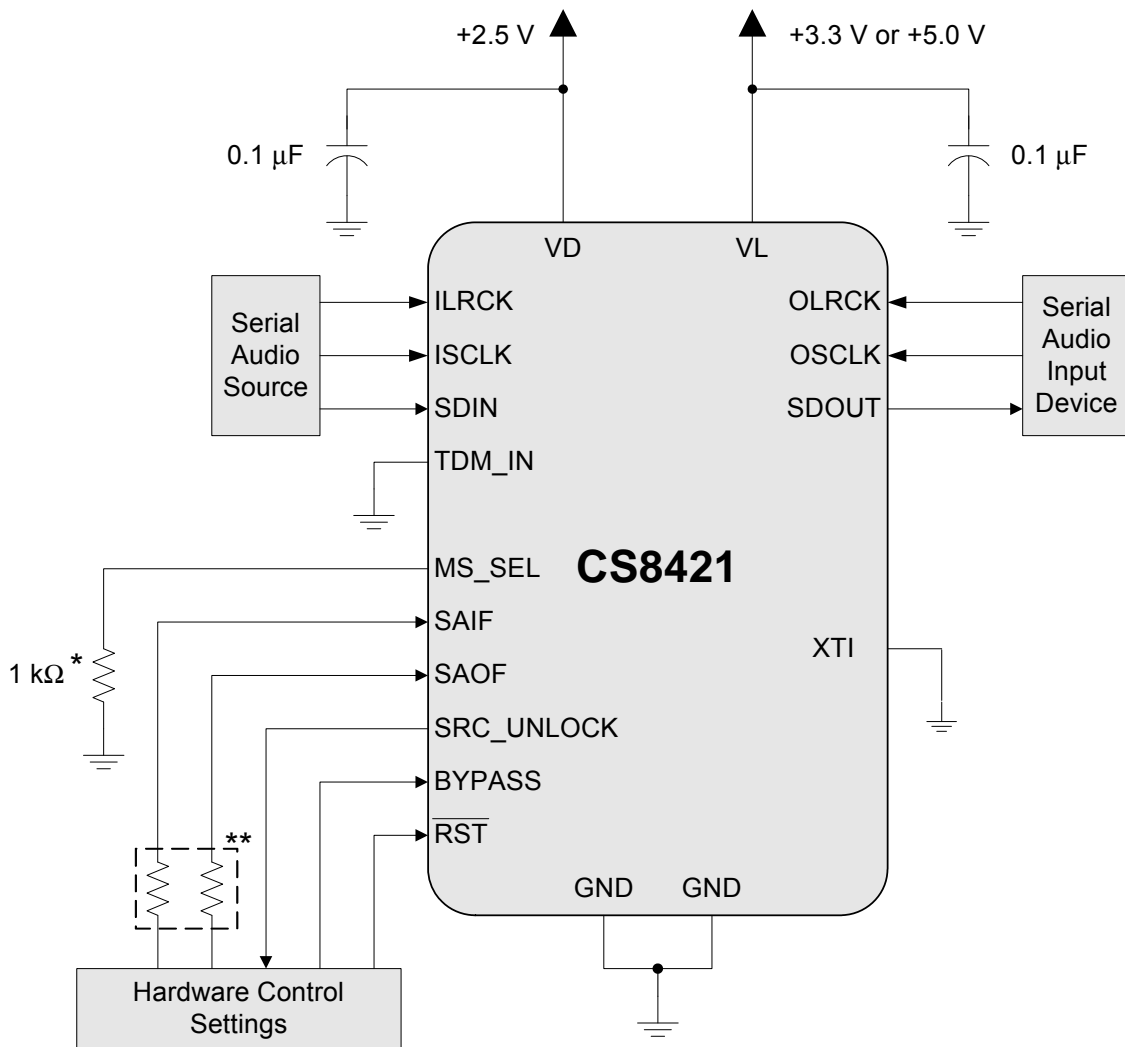 +2.5 V
+3.3 V or +5.0 V
0.1 μF
0.1 μF
VD
VL
Serial
Audio
Source
ILRCK
ISCLK
SDIN
TDM_IN
OLRCK
OSCLK
SDOUT
Serial
Audio
Input
Device
CS8421
MS_SEL
SAIF
SAOF
SRC_UNLOCK
BYPASS
RST
XTI
1 kΩ *
**
GND
GND
Hardware Control
Settings